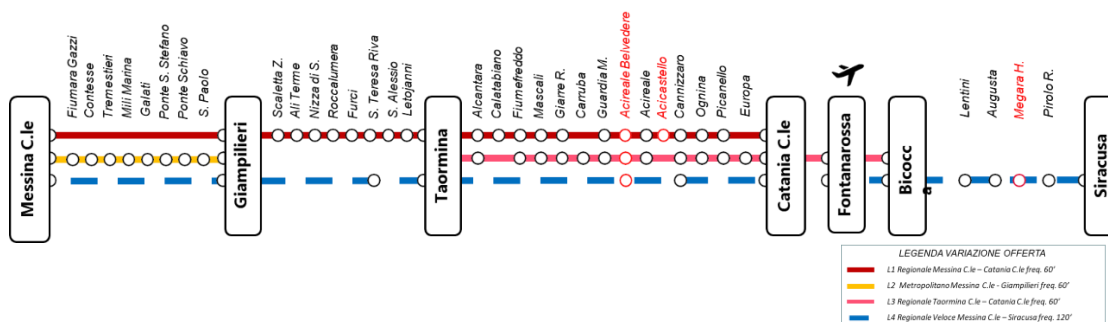 Messina C.le
Fiumara Gazzi
Contesse
Tremestieri
Mili Marina
Galati
Ponte S. Stefano
Ponte Schiavo
S. Paolo
Giampilieri
Scaletta Z.
Ali Terme
Nizza di S.
Roccalumera
Furci
S. Teresa Riva
S. Alessio
Letojanni
Taormina
Alcantara
Calatabiano
Fiumefreddo
Mascali
Giarre R.
Carruba
Guardia M.
Acireale Belvedere
Acireale
Acicastello
Cannizzaro
Ognina
Picanello
Europa
Catania C.le
Fontanarossa
Bicocc
a
Lentini
Augusta
Megara H.
Pirolo R.
Siracusa
LEGENDA VARIAZIONE OFFERTA
L1 Regionale Messina C.le – Catania C.le freq. 60'
L2 Metropolitano Messina C.le - Giampilieri freq. 60'
L3 Regionale Taormina C.le – Catania C.le freq. 60'
L4 Regionale Veloce Messina C.le – Siracusa freq. 120'